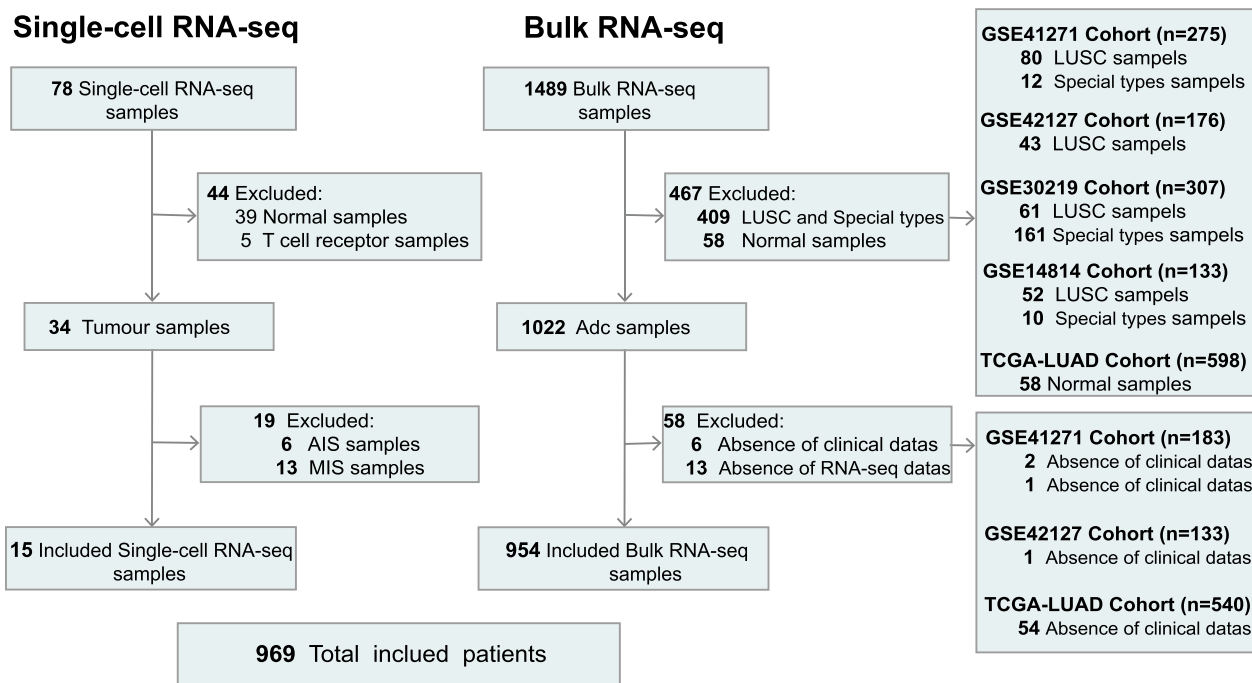 Single-cell RNA-seq
78 Single-cell RNA-seq
samples
44 Excluded:
39 Normal samples
5 T cell receptor samples
34 Tumour samples
19 Excluded:
6 AIS samples
13 MIS samples
15 Included Single-cell RNA-seq
samples
Bulk RNA-seq
1489 Bulk RNA-seq
samples
467 Excluded:
409 LUSC and Special types
58 Normal samples
1022 Adc samples
58 Excluded:
6 Absence of clinical datas
13 Absence of RNA-seq datas
954 Included Bulk RNA-seq
samples
GSE41271 Cohort (n=275)
80 LUSC sampels
12 Special types sampels
GSE42127 Cohort (n=176)
43 LUSC sampels
GSE30219 Cohort (n=307)
61 LUSC sampels
161 Special types sampels
GSE14814 Cohort (n=133)
52 LUSC sampels
10 Special types sampels
TCGA-LUAD Cohort (n=598)
58 Normal samples
GSE41271 Cohort (n=183)
2 Absence of clinical datas
1 Absence of clinical datas
GSE42127 Cohort (n=133)
1 Absence of clinical datas
TCGA-LUAD Cohort (n=540)
54 Absence of clinical datas
969 Total inclued patients